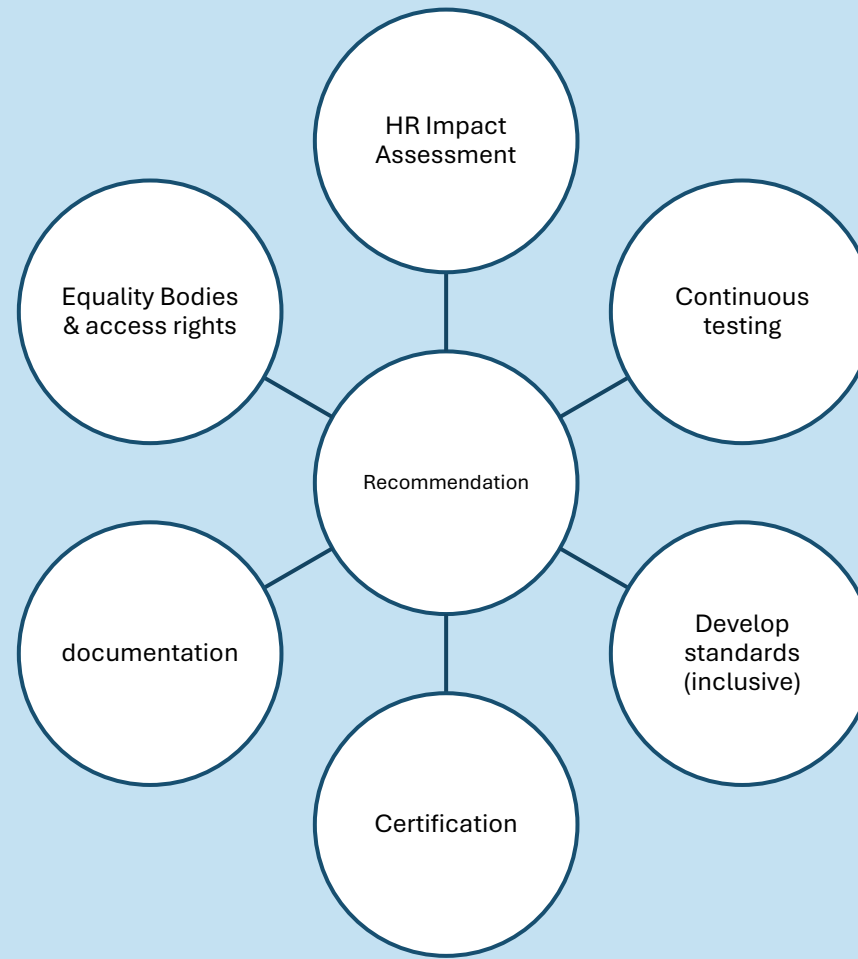 HR Impact
Assessment
Equality Bodies
& access rights
Continuous
testing
Recommendation
documentation
Develop
standards
(inclusive)
Certification